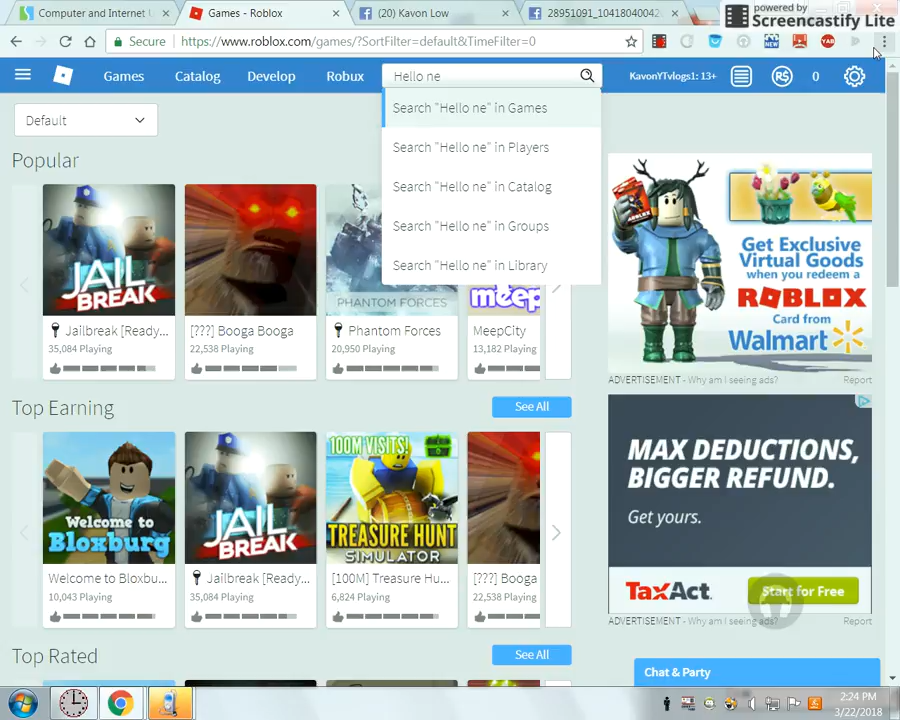 powered by
Screencastify Lite
Computer and Internet U
Games - Roblox
(20) Kavon Low
28951091_10418040042
Secure
https://www.roblox.com/games/?SortFilter=default&TimeFilter=0
NEW
YAB
Games
Catalog
Develop
Robux
Hello ne
KavonYTvlogs1: 13+
R$
0
Search "Hello ne" in Games
Search "Hello ne" in Players
Search "Hello ne" in Catalog
Search "Hello ne" in Groups
Search "Hello ne" in Library
Default
Popular
JAIL
BREAK
PHANTOM FORCES
meep
Jailbreak [Ready...
35,084 Playing
[???] Booga Booga
22,538 Playing
Phantom Forces
20,950 Playing
MeepCity
13,182 Playing
Get Exclusive
Virtual Goods
when you redeem a
ROBLOX
Card from
Walmart
ADVERTISEMENT - Why am I seeing ads?
Report
Top Earning
See All
Welcome to
Bloxburg
JAIL
BREAK
100M VISITS!
TREASURE HUNT
SIMULATOR
Welcome to Bloxbu...
10,043 Playing
Jailbreak [Ready...
35,084 Playing
[100M] Treasure Hu...
6,824 Playing
[???] Booga
22,538 Playing
MAX DEDUCTIONS,
BIGGER REFUND.
Get yours.
TaxAct.
Start for Free
ADVERTISEMENT - Why am I seeing ads?
Report
Top Rated
See All
Chat & Party
2:24 PM
3/22/2018